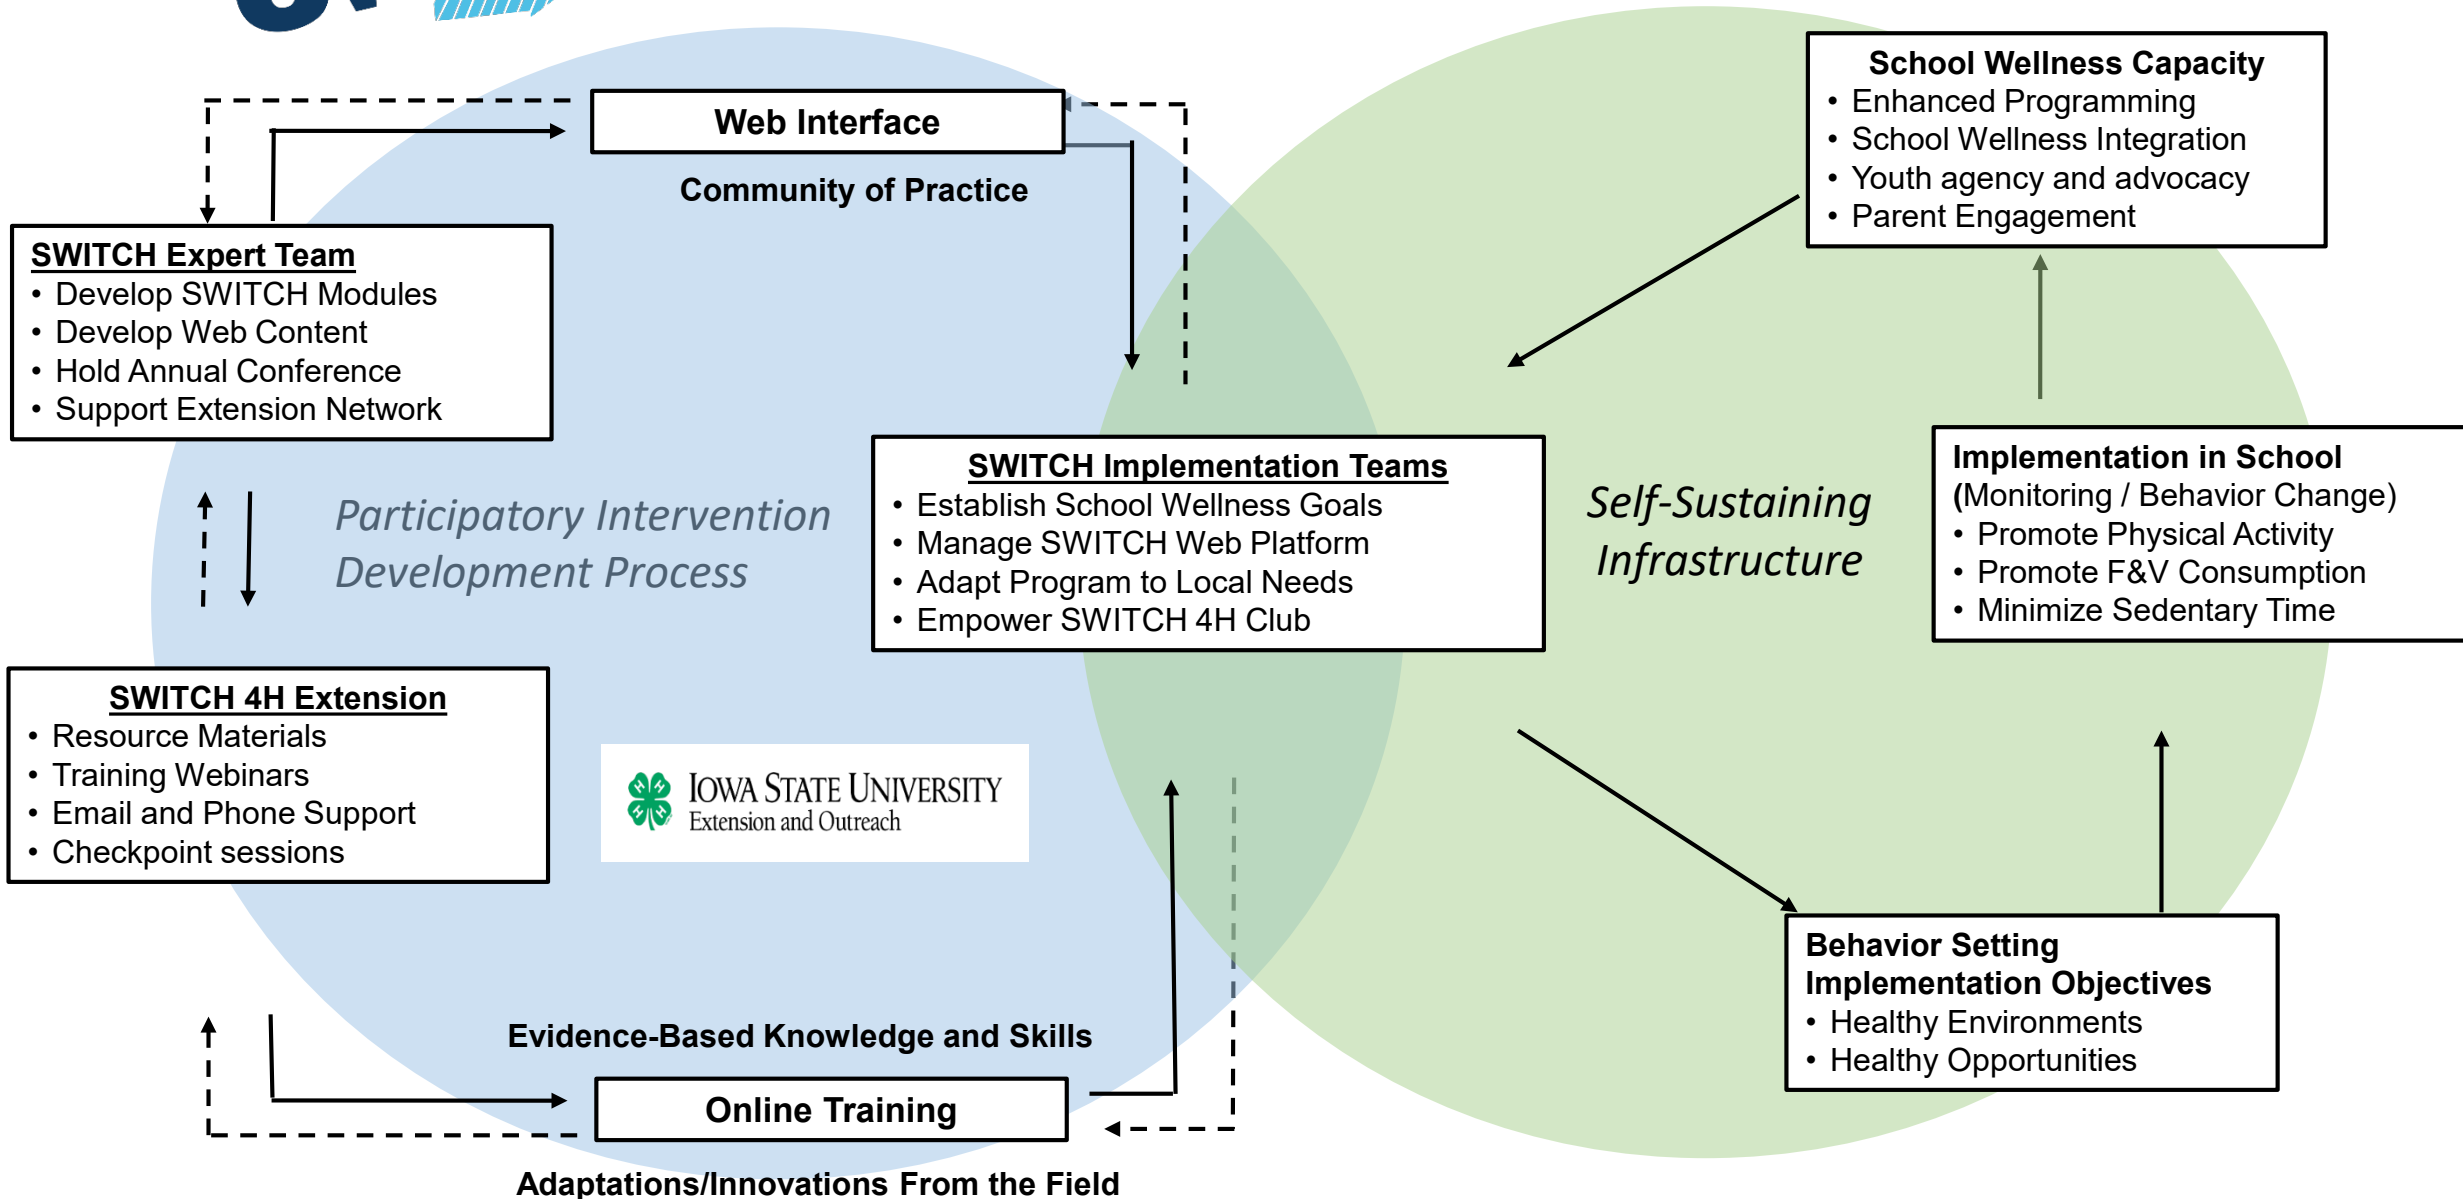 Web Interface
Community of Practice
SWITCH Expert Team
• Develop SWITCH Modules
• Develop Web Content
• Hold Annual Conference
• Support Extension Network
School Wellness Capacity
• Enhanced Programming
• School Wellness Integration
• Youth agency and advocacy
• Parent Engagement
Participatory Intervention
Development Process
SWITCH Implementation Teams
• Establish School Wellness Goals
• Manage SWITCH Web Platform
• Adapt Program to Local Needs
• Empower SWITCH 4H Club
Self-Sustaining
Infrastructure
Implementation in School
(Monitoring / Behavior Change)
• Promote Physical Activity
• Promote F&V Consumption
• Minimize Sedentary Time
SWITCH 4H Extension
• Resource Materials
• Training Webinars
• Email and Phone Support
• Checkpoint sessions
H H H H
IOWA STATE UNIVERSITY
Extension and Outreach
Behavior Setting
Implementation Objectives
• Healthy Environments
• Healthy Opportunities
Evidence-Based Knowledge and Skills
Online Training
Adaptations/Innovations From the Field